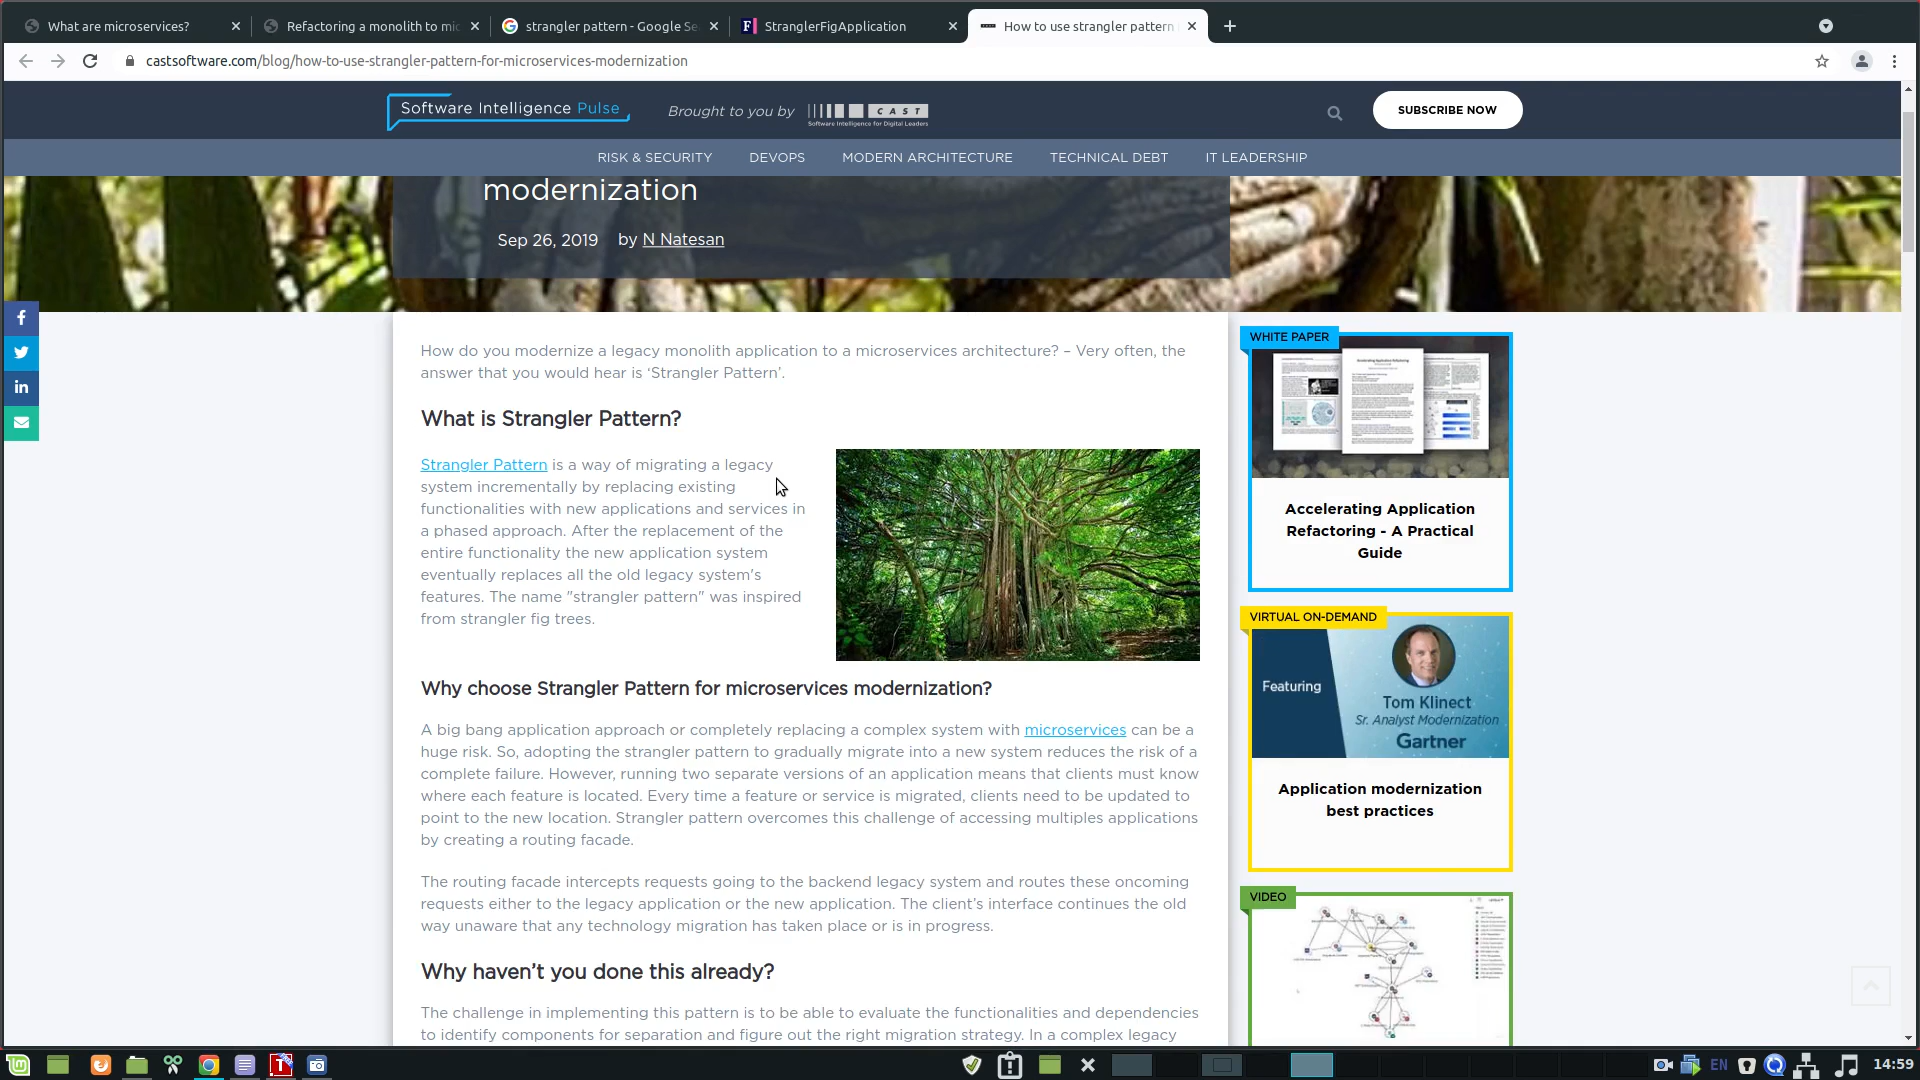 What are microservices?
Refactoring a monolith to mic
strangler pattern - Google Se
StranglerFigApplication
How to use strangler pattern
castsoftware.com/blog/how-to-use-strangler-pattern-for-microservices-modernization
Software Intelligence Pulse
Brought to you by
CAST
Software Intelligence for Digital Leaders
SUBSCRIBE NOW
RISK & SECURITY
DEVOPS
MODERN ARCHITECTURE
TECHNICAL DEBT
IT LEADERSHIP
modernization
Sep 26, 2019 by N Natesan
How do you modernize a legacy monolith application to a microservices architecture? – Very often, the
answer that you would hear is ‘Strangler Pattern’.
What is Strangler Pattern?
Strangler Pattern is a way of migrating a legacy
system incrementally by replacing existing
functionalities with new applications and services in
a phased approach. After the replacement of the
entire functionality the new application system
eventually replaces all the old legacy system's
features. The name "strangler pattern" was inspired
from strangler fig trees.
Why choose Strangler Pattern for microservices modernization?
A big bang application approach or completely replacing a complex system with microservices can be a
huge risk. So, adopting the strangler pattern to gradually migrate into a new system reduces the risk of a
complete failure. However, running two separate versions of an application means that clients must know
where each feature is located. Every time a feature or service is migrated, clients need to be updated to
point to the new location. Strangler pattern overcomes this challenge of accessing multiples applications
by creating a routing facade.
The routing facade intercepts requests going to the backend legacy system and routes these oncoming
requests either to the legacy application or the new application. The client’s interface continues the old
way unaware that any technology migration has taken place or is in progress.
Why haven’t you done this already?
The challenge in implementing this pattern is to be able to evaluate the functionalities and dependencies
to identify components for separation and figure out the right migration strategy. In a complex legacy
WHITE PAPER
Accelerating Application
Refactoring - A Practical
Guide
VIRTUAL ON-DEMAND
Featuring
Tom Klinect
Sr. Analyst Modernization
Gartner
Application modernization
best practices
VIDEO
EN
14:59